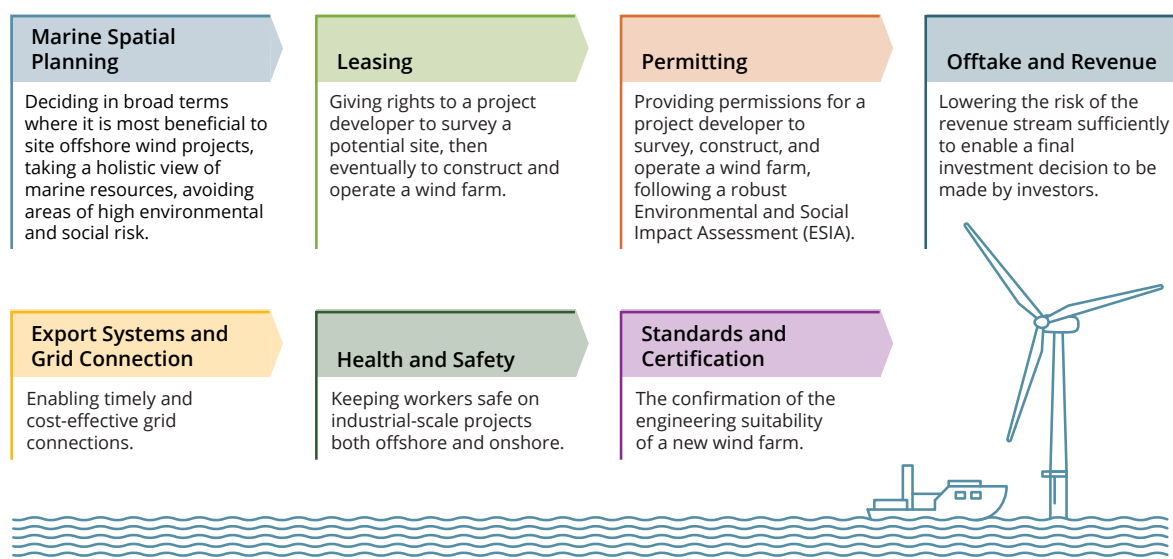 Marine Spatial
Planning
Deciding in broad terms
where it is most beneficial to
site offshore wind projects,
taking a holistic view of
marine resources, avoiding
areas of high environmental
and social risk.
Leasing
Giving rights to a project
developer to survey a
potential site, then
eventually to construct and
operate a wind farm.
Permitting
Providing permissions for a
project developer to
survey, construct, and
operate a wind farm,
following a robust
Environmental and Social
Impact Assessment (ESIA).
Offtake and Revenue
Lowering the risk of the
revenue stream sufficiently
to enable a final
investment decision to be
made by investors.
Export Systems and
Grid Connection
Enabling timely and
cost-effective grid
connections.
Health and Safety
Keeping workers safe on
industrial-scale projects
both offshore and onshore.
Standards and
Certification
The confirmation of the
engineering suitability
of a new wind farm.